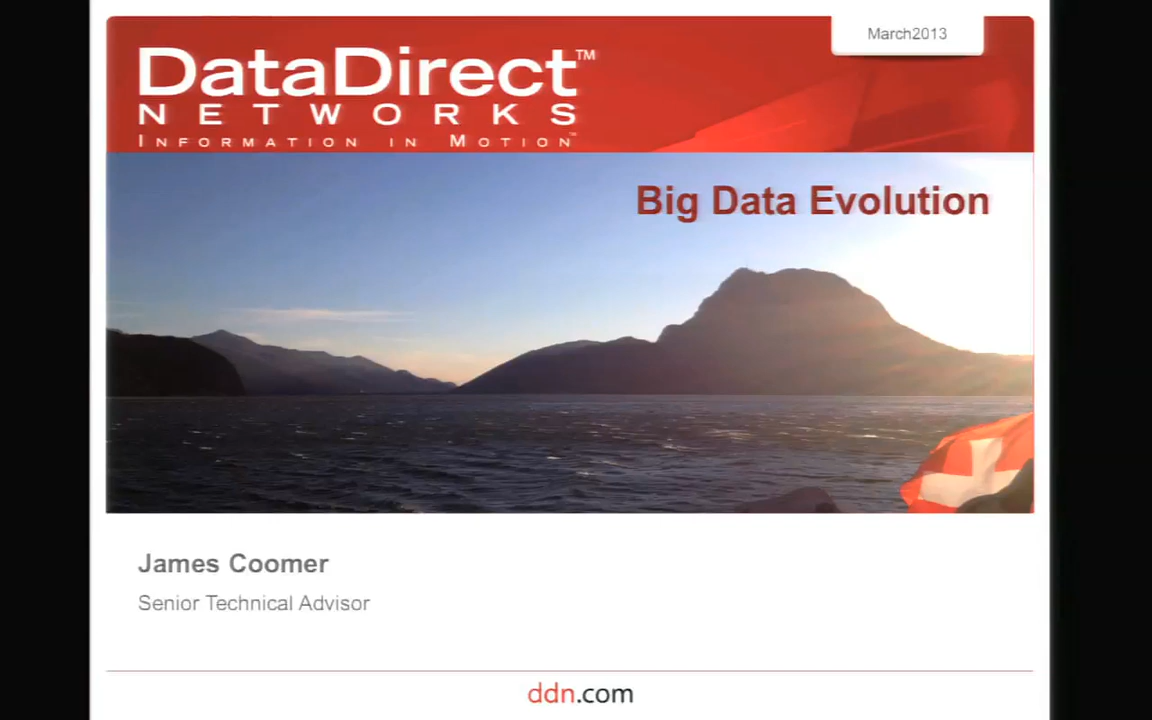 March2013
DataDirect™
NETWORKS
INFORMATION IN MOTION™
Big Data Evolution
James Coomer
Senior Technical Advisor
ddn.com